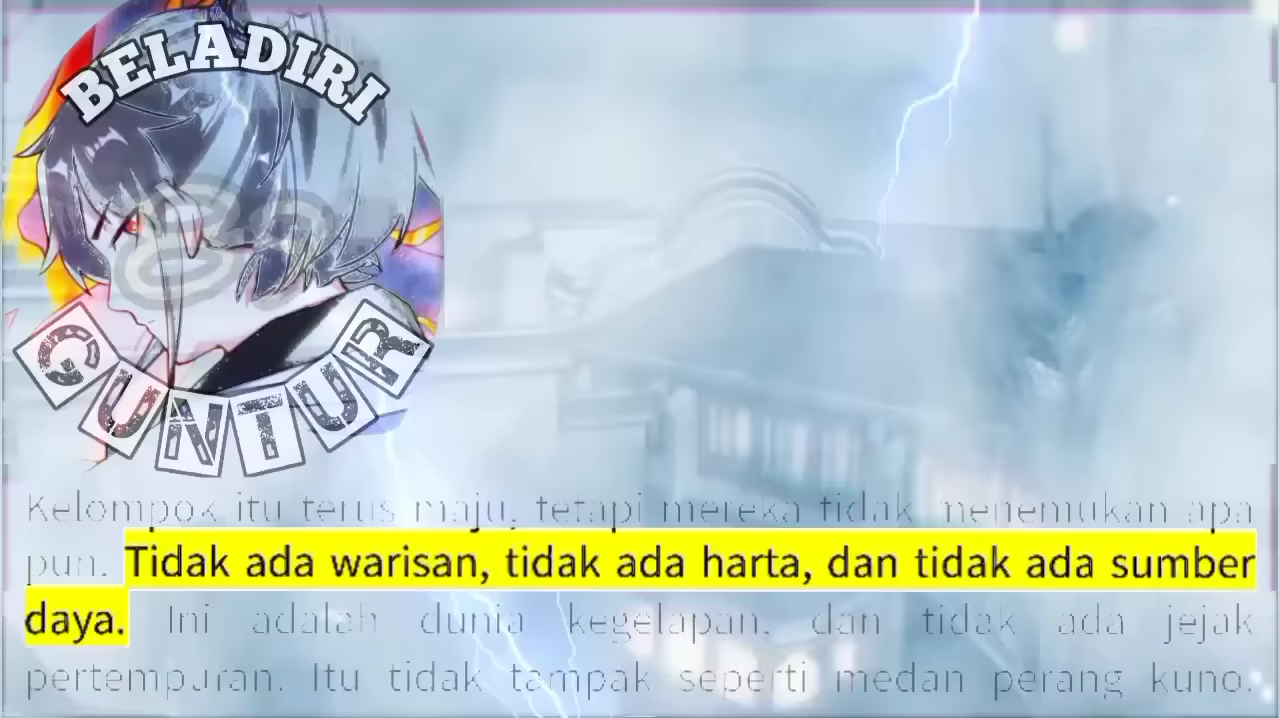 BELADIRI
GUNTUR
Kelompok itu terus maju, tetapi mereka tidak menemukan apa
pun. Tidak ada warisan, tidak ada harta, dan tidak ada sumber
daya. Ini adalah dunia kegelapan, dan tidak ada jejak
pertempuran. Itu tidak tampak seperti medan perang kuno.